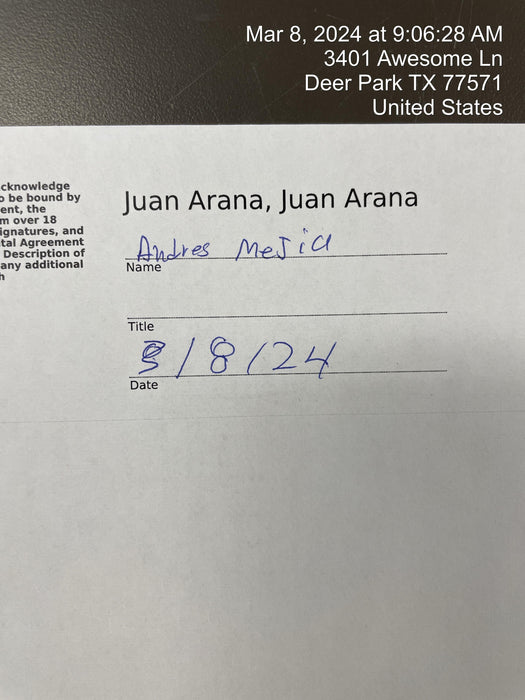 Mar 8, 2024 at 9:06:28 AM
3401 Awesome Ln
Deer Park TX 77571
United States
cknowledge
o be bound by
ent, the
m over 18
ignatures, and
tal Agreement
Description of
any additional
h
Juan Arana, Juan Arana
Andres MeJia
Name
Title
3/8/24
Date